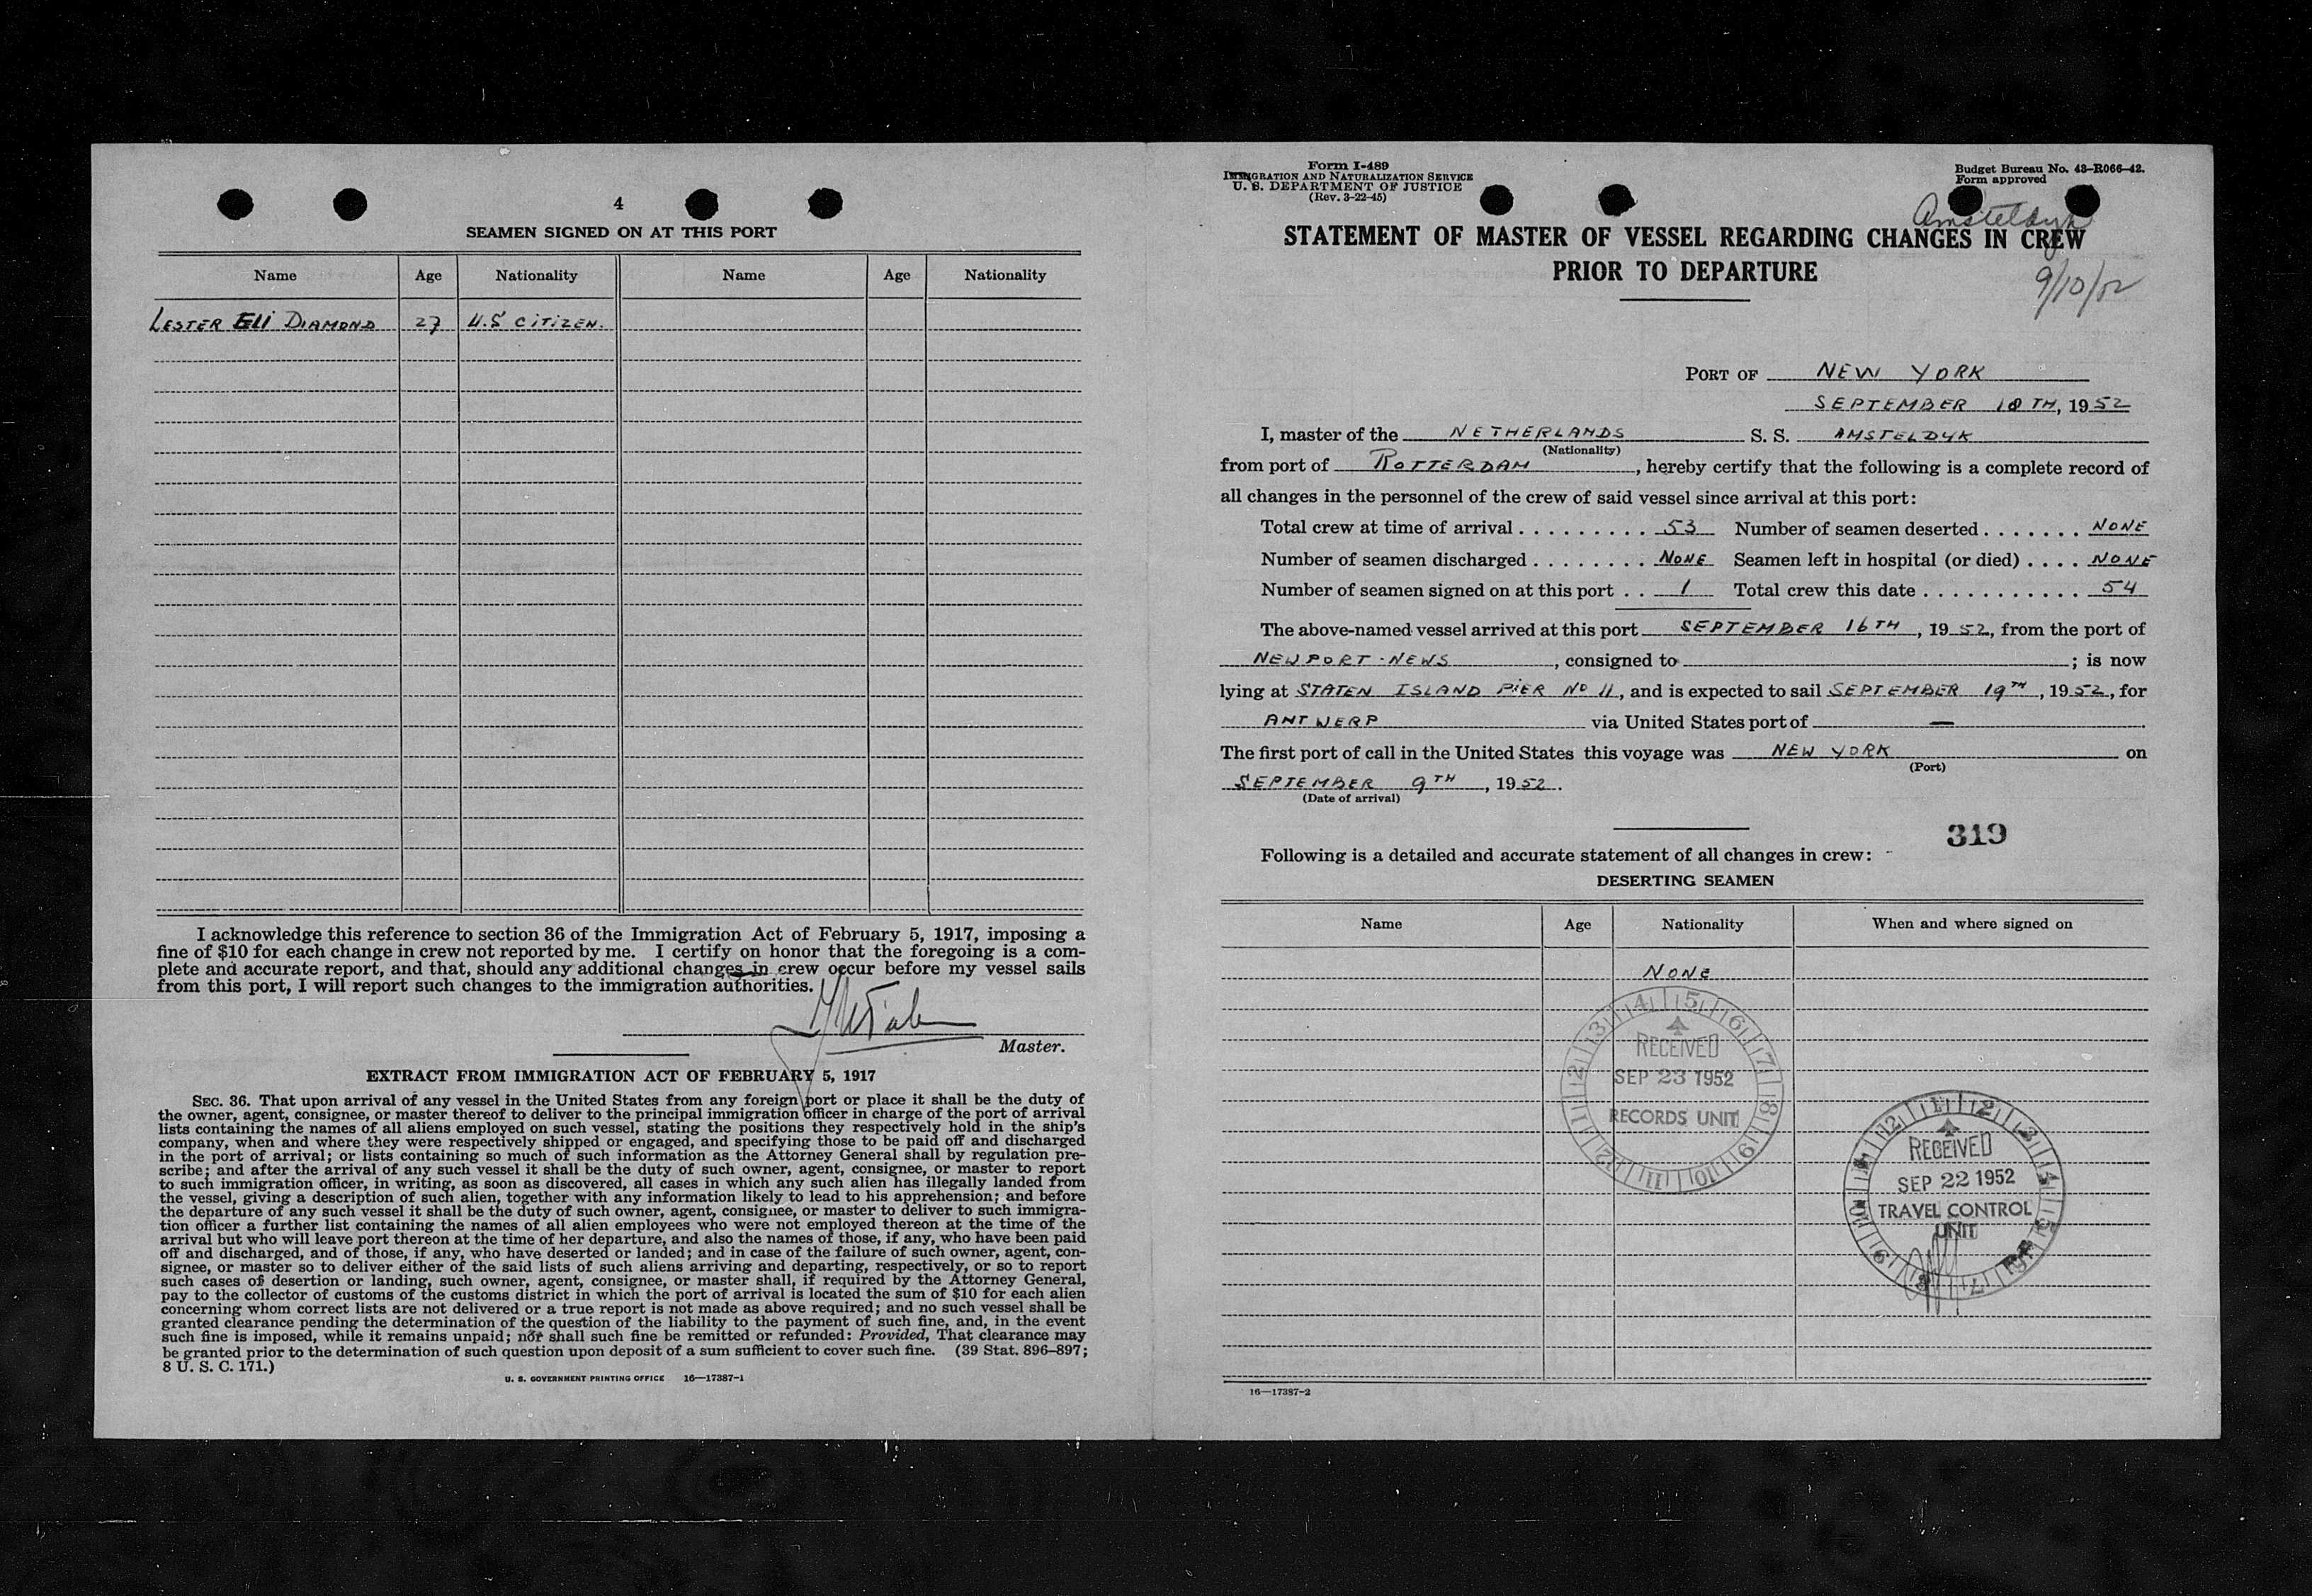 4
SEAMEN SIGNED ON AT THIS PORT
Name Age Nationality Name Age Nationality
LESTER Eli DIAMOND 27 U.S CITIZEN.
I acknowledge this reference to section 36 of the Immigration Act of February 5, 1917, imposing a
fine of $10 for each change in crew not reported by me. I certify on honor that the foregoing is a com-
plete and accurate report, and that, should any additional changes in crew occur before my vessel sails
from this port, I will report such changes to the immigration authorities.
Master.
EXTRACT FROM IMMIGRATION ACT OF FEBRUARY 5, 1917
SEC. 36. That upon arrival of any vessel in the United States from any foreign port or place it shall be the duty of
the owner, agent, consignee, or master thereof to deliver to the principal immigration officer in charge of the port of arrival
lists containing the names of all aliens employed on such vessel, stating the positions they respectively hold in the ship's
company, when and where they were respectively shipped or engaged, and specifying those to be paid off and discharged
in the port of arrival; or lists containing so much of such information as the Attorney General shall by regulation pre-
scribe; and after the arrival of any such vessel it shall be the duty of such owner, agent, consignee, or master to report
to such immigration officer, in writing, as soon as discovered, all cases in which any such alien has illegally landed from
the vessel, giving a description of such alien, together with any information likely to lead to his apprehension; and before
the departure of any such vessel it shall be the duty of such owner, agent, consignee, or master to deliver to such immigra-
tion officer a further list containing the names of all alien employees who were not employed thereon at the time of the
arrival but who will leave port thereon at the time of her departure, and also the names of those, if any, who have been paid
off and discharged, and of those, if any, who have deserted or landed; and in case of the failure of such owner, agent, con-
signee, or master so to deliver either of the said lists of such aliens arriving and departing, respectively, or so to report
such cases of desertion or landing, such owner, agent, consignee, or master shall, if required by the Attorney General,
pay to the collector of customs of the customs district in which the port of arrival is located the sum of $10 for each alien
concerning whom correct lists are not delivered or a true report is not made as above required; and no such vessel shall be
granted clearance pending the determination of the question of the liability to the payment of such fine, and, in the event
such fine is imposed, while it remains unpaid; nor shall such fine be remitted or refunded: Provided, That clearance may
be granted prior to the determination of such question upon deposit of a sum sufficient to cover such fine. (39 Stat. 896–897;
8 U. S. C. 171.)
U. S. GOVERNMENT PRINTING OFFICE 16—17387-1
Form I-489
IMMIGRATION AND NATURALIZATION SERVICE
U. S. DEPARTMENT OF JUSTICE
(Rev. 3-22-45)
Budget Bureau No. 43-R066-42.
Form approved
Amsteldyk
STATEMENT OF MASTER OF VESSEL REGARDING CHANGES IN CREW
PRIOR TO DEPARTURE
9/10/52
PORT OF NEW YORK
SEPTEMBER 18TH, 1952
I, master of the NETHERLANDS S. S. AMSTELDYK
(Nationality)
from port of ROTTERDAM, hereby certify that the following is a complete record of
all changes in the personnel of the crew of said vessel since arrival at this port:
Total crew at time of arrival . . . . . . . . . 53 Number of seamen deserted . . . . . . . NONE
Number of seamen discharged . . . . . . . . NONE Seamen left in hospital (or died) . . . . NONE
Number of seamen signed on at this port . . 1 Total crew this date . . . . . . . . . . . . 54
The above-named vessel arrived at this port SEPTEMBER 16TH, 1952, from the port of
NEWPORT-NEWS, consigned to ; is now
lying at STATEN ISLAND PIER No 11, and is expected to sail SEPTEMBER 19TH, 1952, for
ANTWERP via United States port of —
The first port of call in the United States this voyage was NEW YORK on
(Port)
SEPTEMBER 9TH, 1952.
(Date of arrival)
319
Following is a detailed and accurate statement of all changes in crew:
DESERTING SEAMEN
Name Age Nationality When and where signed on
NONE
RECEIVED
SEP 23 1952
RECORDS UNIT
RECEIVED
SEP 22 1952
TRAVEL CONTROL
UNIT
16—17387-2